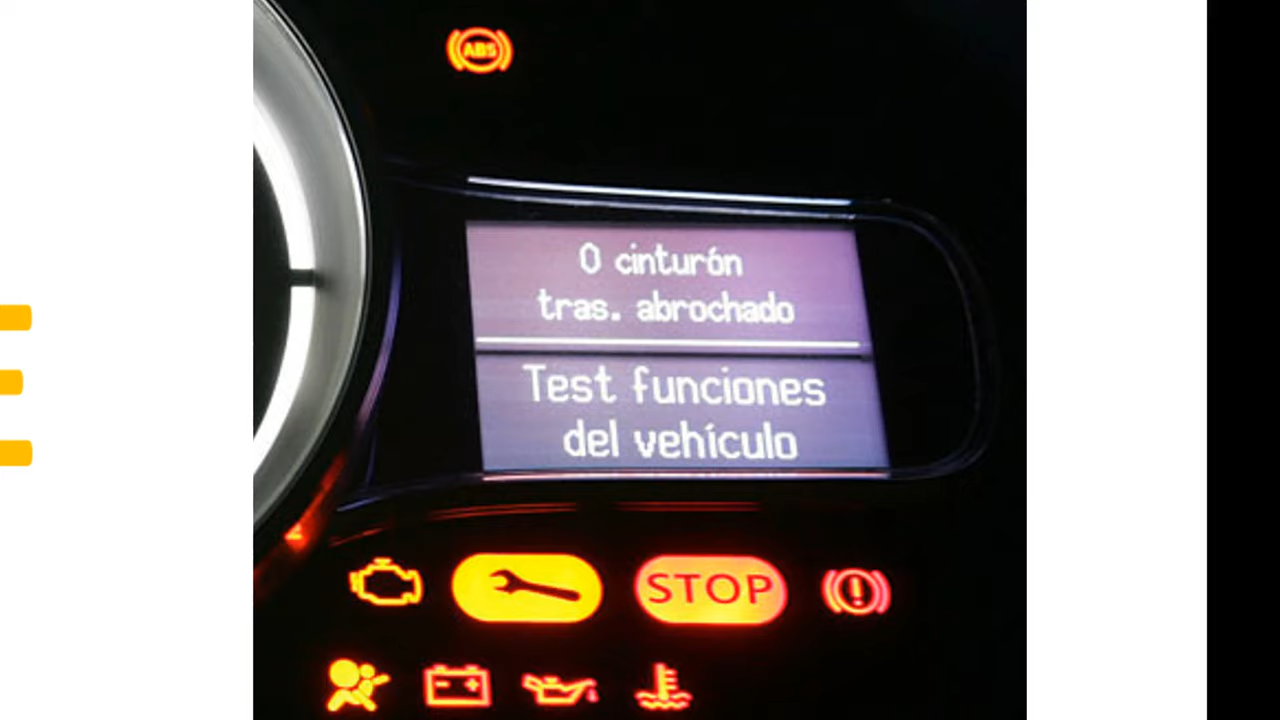 ABS
0 cinturón
tras. abrochado
Test funciones
del vehículo
STOP